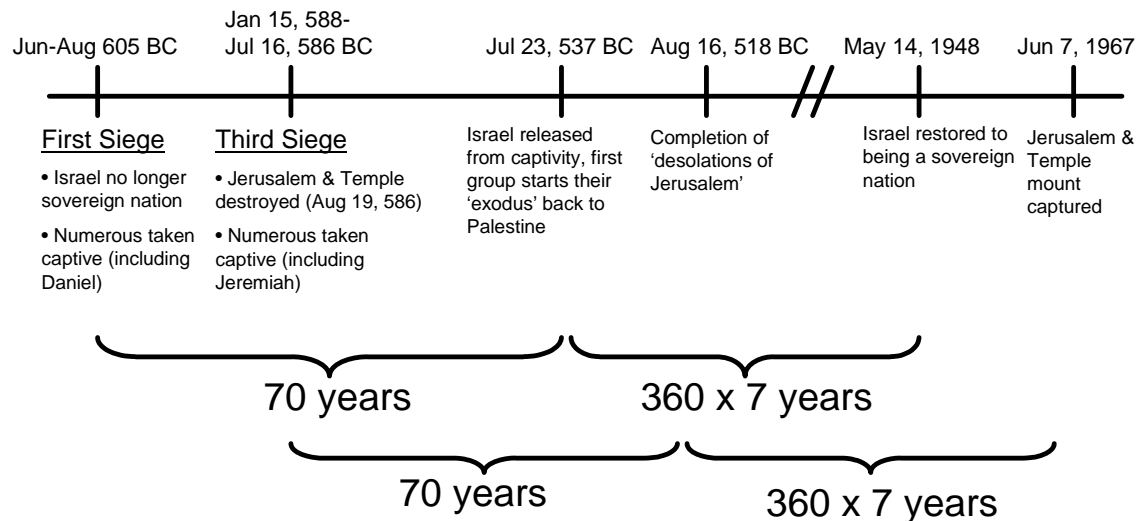 Jan 15, 588-
Jul 16, 586 BC
Jun-Aug 605 BC
Jul 23, 537 BC
Aug 16, 518 BC
May 14, 1948
Jun 7, 1967
First Siege
• Israel no longer
sovereign nation
• Numerous taken
captive (including
Daniel)
Third Siege
• Jerusalem & Temple
destroyed (Aug 19, 586)
• Numerous taken
captive (including
Jeremiah)
Israel released
from captivity, first
group starts their
‘exodus’ back to
Palestine
Completion of
‘desolations of
Jerusalem’
Israel restored to
being a sovereign
nation
Jerusalem &
Temple
mount
captured
70 years
360 x 7 years
70 years
360 x 7 years